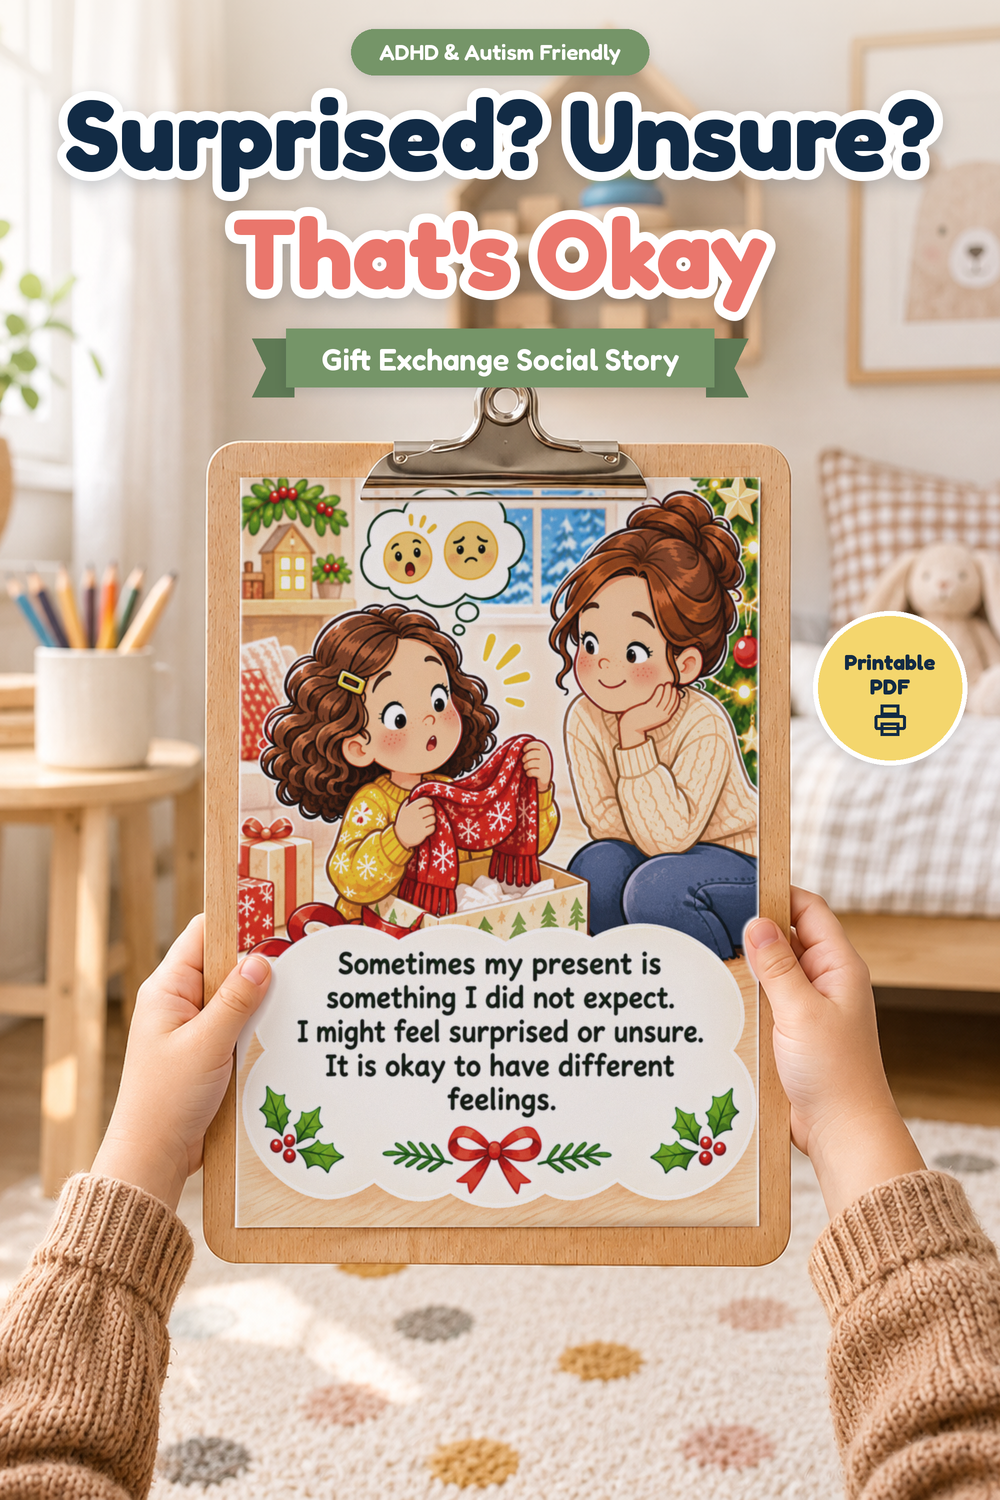 ADHD & Autism Friendly
Surprised? Unsure?
That's Okay
Gift Exchange Social Story
Printable
PDF
Sometimes my present is
something I did not expect.
I might feel surprised or unsure.
It is okay to have different
feelings.